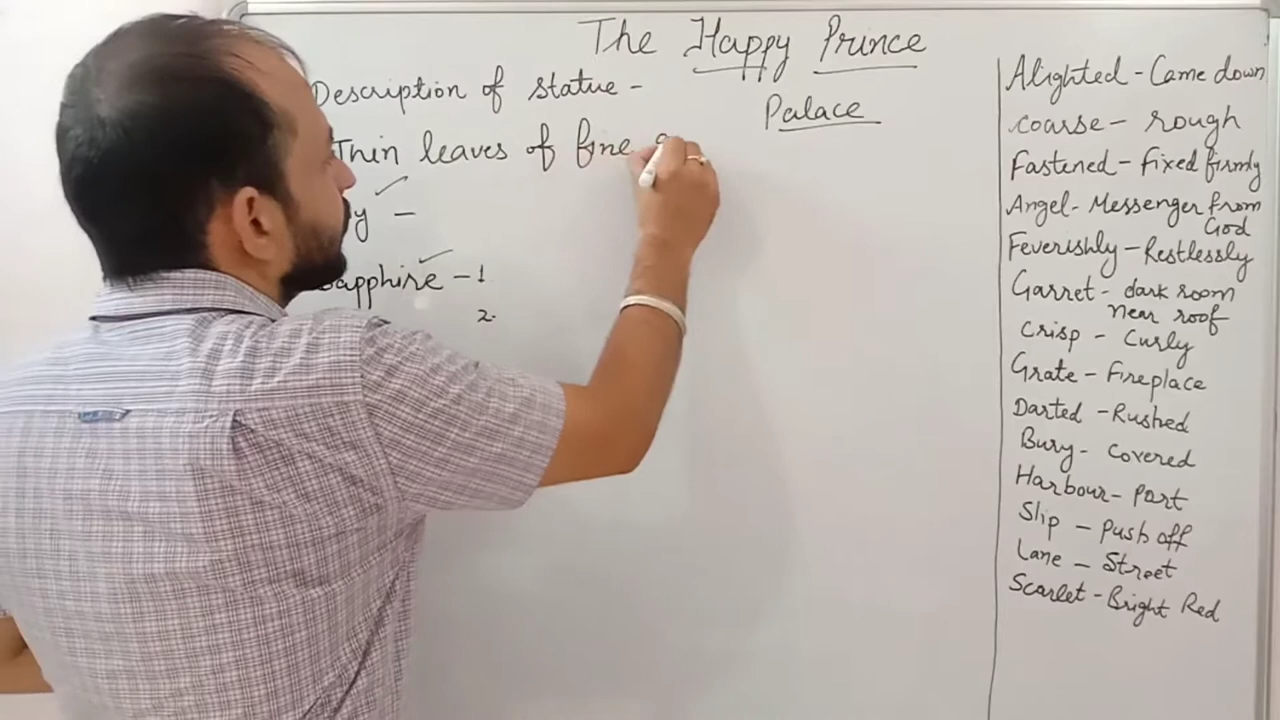 The Happy Prince
Description of statue -
Palace
Thin leaves of fine
y -
Sapphire - 1
2.
Alighted - Came down
coarse - rough
Fastened - fixed firmly
Angel - Messenger from
God
Feverishly - Restlessly
Garret - dark room
near roof
Crisp - Curly
Grate - Fireplace
Darted - Rushed
Bury - Covered
Harbour - Port
Slip - Push off
Lane - Street
Scarlet - Bright Red